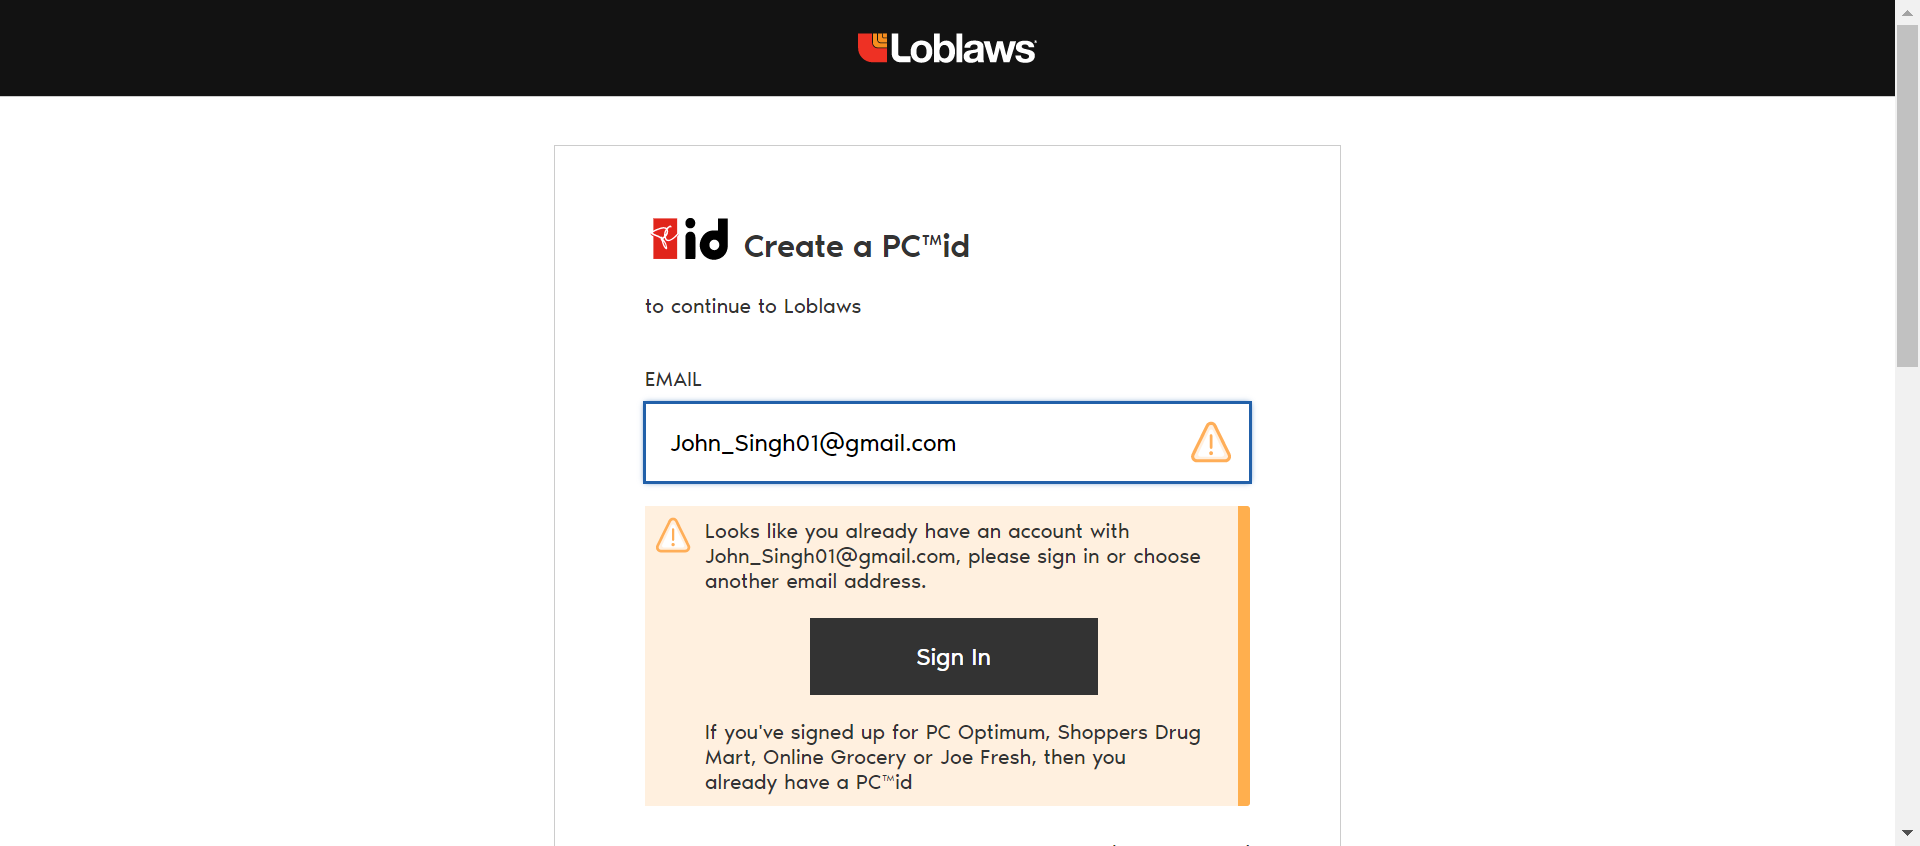 Loblaws
id Create a PC™id
to continue to Loblaws
EMAIL
John_Singh01@gmail.com
Looks like you already have an account with
John_Singh01@gmail.com, please sign in or choose
another email address.
Sign In
If you've signed up for PC Optimum, Shoppers Drug
Mart, Online Grocery or Joe Fresh, then you
already have a PC™id